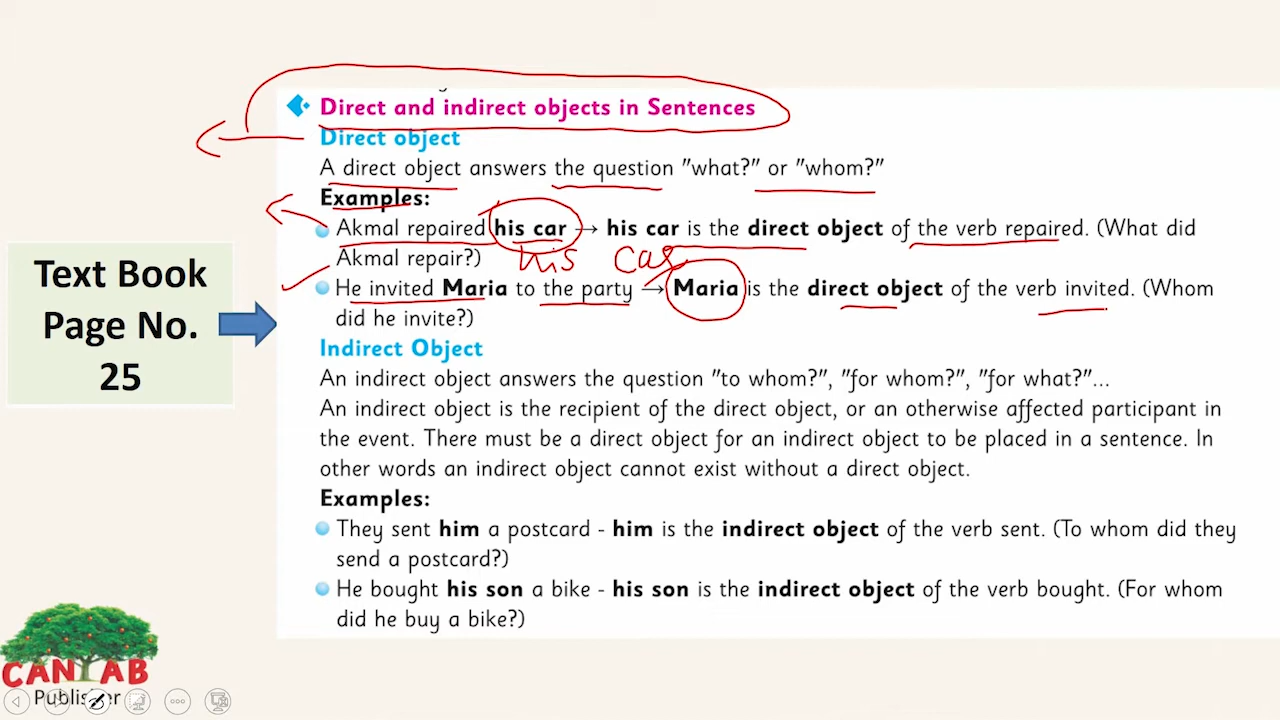 Direct and indirect objects in Sentences
Direct object
A direct object answers the question "what?" or "whom?"
Examples:
Akmal repaired his car → his car is the direct object of the verb repaired. (What did
Akmal repair?)
his car
He invited Maria to the party → Maria is the direct object of the verb invited. (Whom
did he invite?)
Indirect Object
An indirect object answers the question "to whom?", "for whom?", "for what?"...
An indirect object is the recipient of the direct object, or an otherwise affected participant in
the event. There must be a direct object for an indirect object to be placed in a sentence. In
other words an indirect object cannot exist without a direct object.
Examples:
They sent him a postcard - him is the indirect object of the verb sent. (To whom did they
send a postcard?)
He bought his son a bike - his son is the indirect object of the verb bought. (For whom
did he buy a bike?)
Text Book
Page No.
25
CANTAB
Publisher